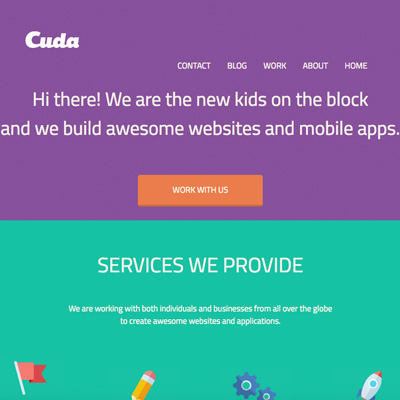 Cuda
CONTACT BLOG WORK ABOUT HOME
Hi there! We are the new kids on the block
and we build awesome websites and mobile apps.
WORK WITH US
SERVICES WE PROVIDE
We are working with both individuals and businesses from all over the globe
to create awesome websites and applications.